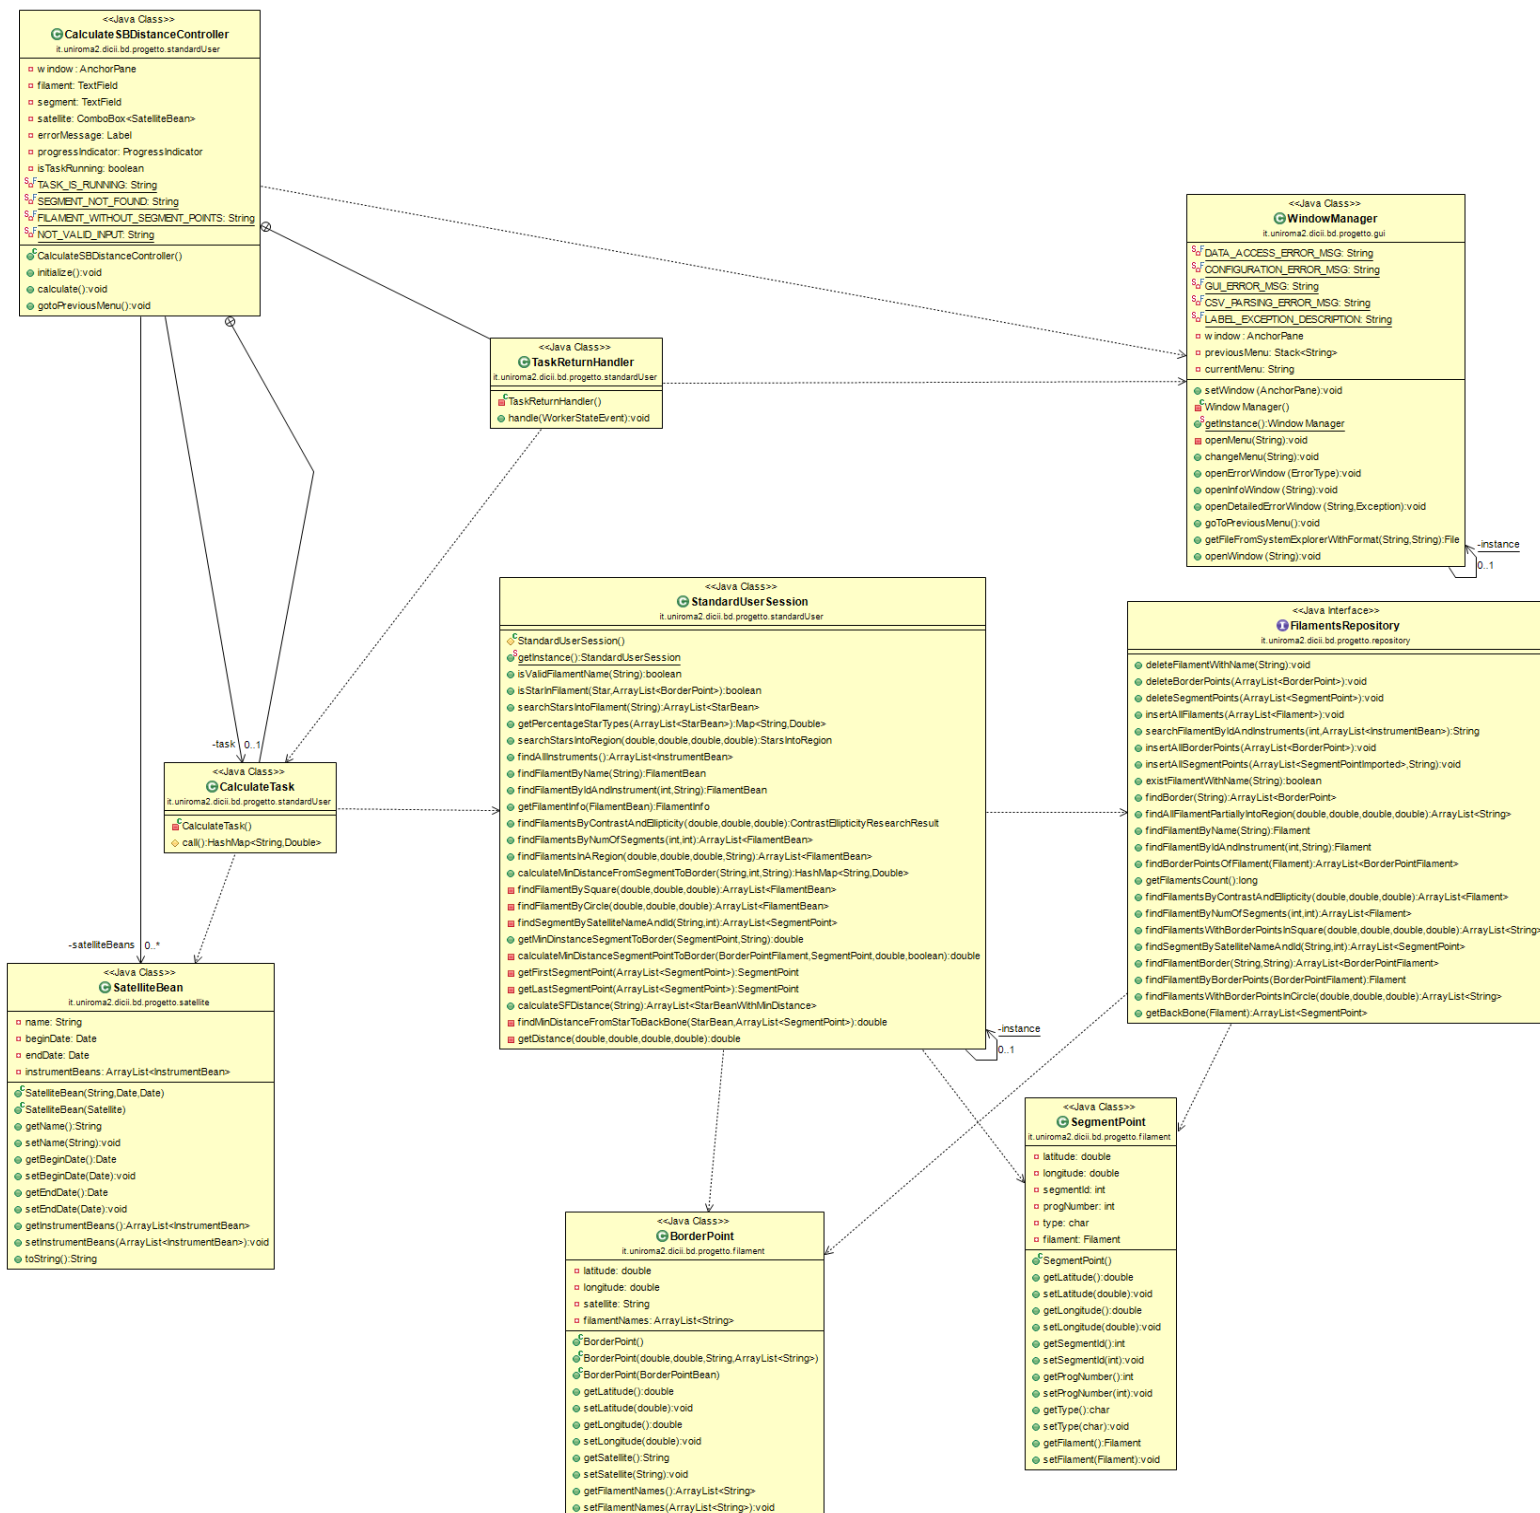 <<Java Class>>
CalculateSBDistanceController
it.uniroma2.dicii.bd.progetto.standardUser
window: AnchorPane
filament: TextField
segment: TextField
satellite: ComboBox<SatelliteBean>
errorMessage: Label
progressIndicator: ProgressIndicator
isTaskRunning: boolean
TASK_IS_RUNNING: String
SEGMENT_NOT_FOUND: String
FILAMENT_WITHOUT_SEGMENT_POINTS: String
NOT_VALID_INPUT: String
CalculateSBDistanceController()
initialize():void
calculate():void
gotoPreviousMenu():void
<<Java Class>>
WindowManager
it.uniroma2.dicii.bd.progetto.gui
DATA_ACCESS_ERROR_MSG: String
CONFIGURATION_ERROR_MSG: String
GUI_ERROR_MSG: String
CSV_PARSING_ERROR_MSG: String
LABEL_EXCEPTION_DESCRIPTION: String
window: AnchorPane
previousMenu: Stack<String>
currentMenu: String
setWindow(AnchorPane):void
WindowManager()
getInstance():WindowManager
openMenu(String):void
changeMenu(String):void
openErrorWindow(ErrorType):void
openInfoWindow(String):void
openDetailedErrorWindow(String,Exception):void
goToPreviousMenu():void
getFileFromSystemExplorerWithFormat(String,String):File
openWindow(String):void
-instance
0..1
<<Java Class>>
TaskReturnHandler
it.uniroma2.dicii.bd.progetto.standardUser
TaskReturnHandler()
handle(WorkerStateEvent):void
<<Java Class>>
StandardUserSession
it.uniroma2.dicii.bd.progetto.standardUser
StandardUserSession()
getInstance():StandardUserSession
isValidFilamentName(String):boolean
isStarInFilament(Star,ArrayList<BorderPoint>):boolean
searchStarsIntoFilament(String):ArrayList<StarBean>
getPercentageStarTypes(ArrayList<StarBean>):Map<String,Double>
searchStarsIntoRegion(double,double,double,double):StarsIntoRegion
findAllInstruments():ArrayList<InstrumentBean>
findFilamentByName(String):FilamentBean
findFilamentByIdAndInstrument(int,String):FilamentBean
getFilamentInfo(FilamentBean):FilamentInfo
findFilamentsByContrastAndEllipticity(double,double,double):ContrastEllipticityResearchResult
findFilamentsByNumOfSegments(int,int):ArrayList<FilamentBean>
findFilamentsInARegion(double,double,double,String):ArrayList<FilamentBean>
calculateMinDistanceFromSegmentToBorder(String,int,String):HashMap<String,Double>
findFilamentBySquare(double,double,double):ArrayList<FilamentBean>
findFilamentByCircle(double,double,double):ArrayList<FilamentBean>
findSegmentBySatelliteNameAndId(String,int):ArrayList<SegmentPoint>
getMinDinstanceSegmentToBorder(SegmentPoint,String):double
calculateMinDistanceSegmentPointToBorder(BorderPointFilament,SegmentPoint,double,boolean):double
getFirstSegmentPoint(ArrayList<SegmentPoint>):SegmentPoint
getLastSegmentPoint(ArrayList<SegmentPoint>):SegmentPoint
calculateSFDistance(String):ArrayList<StarBeanWithMinDistance>
findMinDistanceFromStarToBackBone(StarBean,ArrayList<SegmentPoint>):double
getDistance(double,double,double,double):double
-instance
0..1
<<Java Interface>>
FilamentsRepository
it.uniroma2.dicii.bd.progetto.repository
deleteFilamentWithName(String):void
deleteBorderPoints(ArrayList<BorderPoint>):void
deleteSegmentPoints(ArrayList<SegmentPoint>):void
insertAllFilaments(ArrayList<Filament>):void
searchFilamentByIdAndInstruments(int,ArrayList<InstrumentBean>):String
insertAllBorderPoints(ArrayList<BorderPoint>):void
insertAllSegmentPoints(ArrayList<SegmentPointImported>,String):void
existFilamentWithName(String):boolean
findBorder(String):ArrayList<BorderPoint>
findAllFilamentPartiallyIntoRegion(double,double,double,double):ArrayList<String>
findFilamentByName(String):Filament
findFilamentByIdAndInstrument(int,String):Filament
findBorderPointsOfFilament(Filament):ArrayList<BorderPointFilament>
getFilamentsCount():long
findFilamentsByContrastAndEllipticity(double,double,double):ArrayList<Filament>
findFilamentByNumOfSegments(int,int):ArrayList<Filament>
findFilamentsWithBorderPointsInSquare(double,double,double,double):ArrayList<String>
findSegmentBySatelliteNameAndId(String,int):ArrayList<SegmentPoint>
findFilamentBorder(String,String):ArrayList<BorderPointFilament>
findFilamentByBorderPoints(BorderPointFilament):Filament
findFilamentsWithBorderPointsInCircle(double,double,double):ArrayList<String>
getBackBone(Filament):ArrayList<SegmentPoint>
-task 0..1
<<Java Class>>
CalculateTask
it.uniroma2.dicii.bd.progetto.standardUser
CalculateTask()
call():HashMap<String,Double>
-satelliteBeans 0..*
<<Java Class>>
SatelliteBean
it.uniroma2.dicii.bd.progetto.satellite
name: String
beginDate: Date
endDate: Date
instrumentBeans: ArrayList<InstrumentBean>
SatelliteBean(String,Date,Date)
SatelliteBean(Satellite)
getName():String
setName(String):void
getBeginDate():Date
setBeginDate(Date):void
getEndDate():Date
setEndDate(Date):void
getInstrumentBeans():ArrayList<InstrumentBean>
setInstrumentBeans(ArrayList<InstrumentBean>):void
toString():String
<<Java Class>>
BorderPoint
it.uniroma2.dicii.bd.progetto.filament
latitude: double
longitude: double
satellite: String
filamentNames: ArrayList<String>
BorderPoint()
BorderPoint(double,double,String,ArrayList<String>)
BorderPoint(BorderPointBean)
getLatitude():double
setLatitude(double):void
getLongitude():double
setLongitude(double):void
getSatellite():String
setSatellite(String):void
getFilamentNames():ArrayList<String>
setFilamentNames(ArrayList<String>):void
<<Java Class>>
SegmentPoint
it.uniroma2.dicii.bd.progetto.filament
latitude: double
longitude: double
segmentId: int
progNumber: int
type: char
filament: Filament
SegmentPoint()
getLatitude():double
setLatitude(double):void
getLongitude():double
setLongitude(double):void
getSegmentId():int
setSegmentId(int):void
getProgNumber():int
setProgNumber(int):void
getType():char
setType(char):void
getFilament():Filament
setFilament(Filament):void